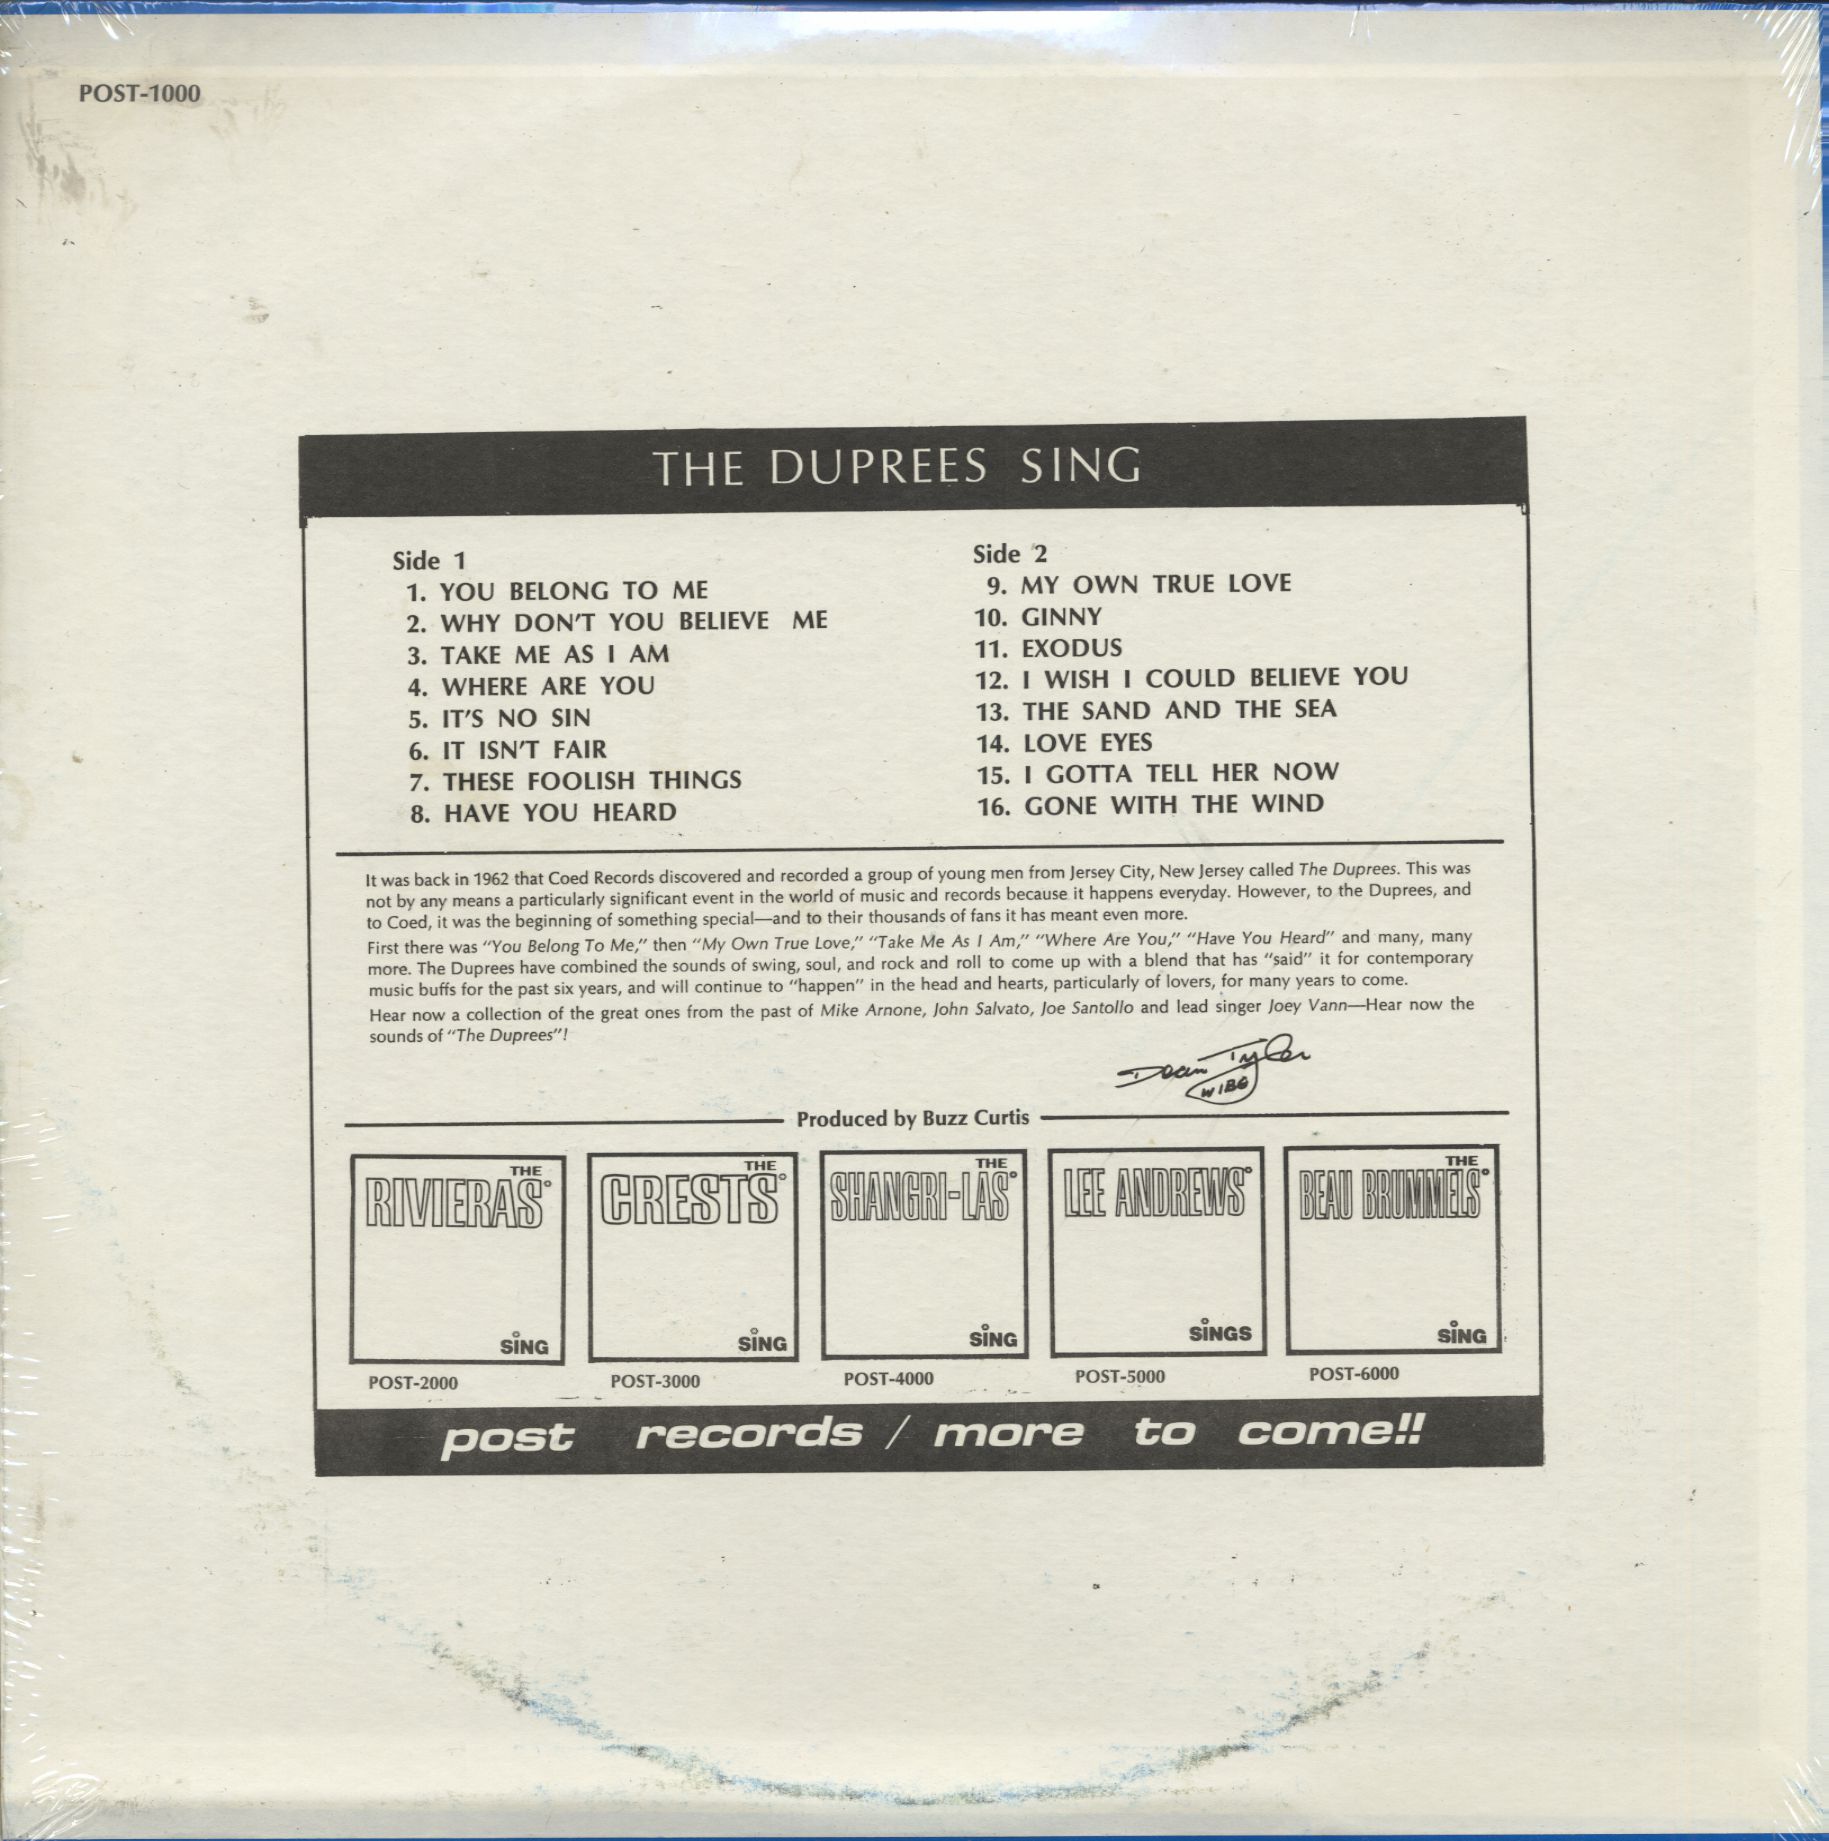 POST-1000
THE DUPREES SING
Side 1
1. YOU BELONG TO ME
2. WHY DON'T YOU BELIEVE ME
3. TAKE ME AS I AM
4. WHERE ARE YOU
5. IT'S NO SIN
6. IT ISN'T FAIR
7. THESE FOOLISH THINGS
8. HAVE YOU HEARD
Side 2
9. MY OWN TRUE LOVE
10. GINNY
11. EXODUS
12. I WISH I COULD BELIEVE YOU
13. THE SAND AND THE SEA
14. LOVE EYES
15. I GOTTA TELL HER NOW
16. GONE WITH THE WIND
It was back in 1962 that Coed Records discovered and recorded a group of young men from Jersey City, New Jersey called The Duprees. This was
not by any means a particularly significant event in the world of music and records because it happens everyday. However, to the Duprees, and
to Coed, it was the beginning of something special—and to their thousands of fans it has meant even more.
First there was "You Belong To Me," then "My Own True Love," "Take Me As I Am," "Where Are You," "Have You Heard" and many, many
more. The Duprees have combined the sounds of swing, soul, and rock and roll to come up with a blend that has "said" it for contemporary
music buffs for the past six years, and will continue to "happen" in the head and hearts, particularly of lovers, for many years to come.
Hear now a collection of the great ones from the past of Mike Arnone, John Salvato, Joe Santollo and lead singer Joey Vann—Hear now the
sounds of "The Duprees"!
Dean Tyler
WIBG
Produced by Buzz Curtis
THE
RIVIERAS
SING
POST-2000
THE
CRESTS
SING
POST-3000
THE
SHANGRI-LAS
SING
POST-4000
LEE ANDREWS
SINGS
POST-5000
THE
BEAU BRUMMELS
SING
POST-6000
post records / more to come!!